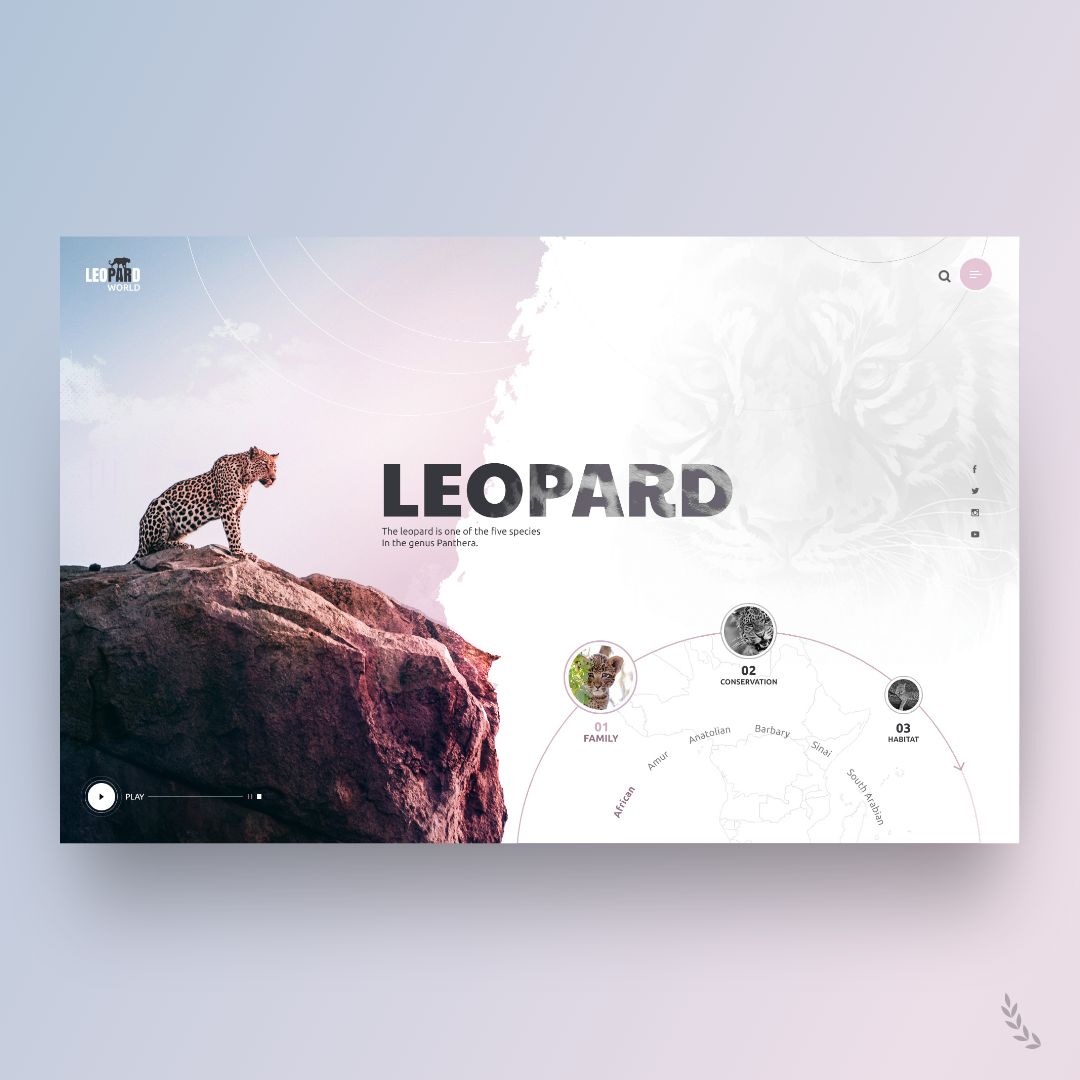 LEOPARD
WORLD
LEOPARD
The leopard is one of the five species
In the genus Panthera.
01
FAMILY
02
CONSERVATION
03
HABITAT
African
Amur
Anatolian
Barbary
Sinai
South Arabian
PLAY